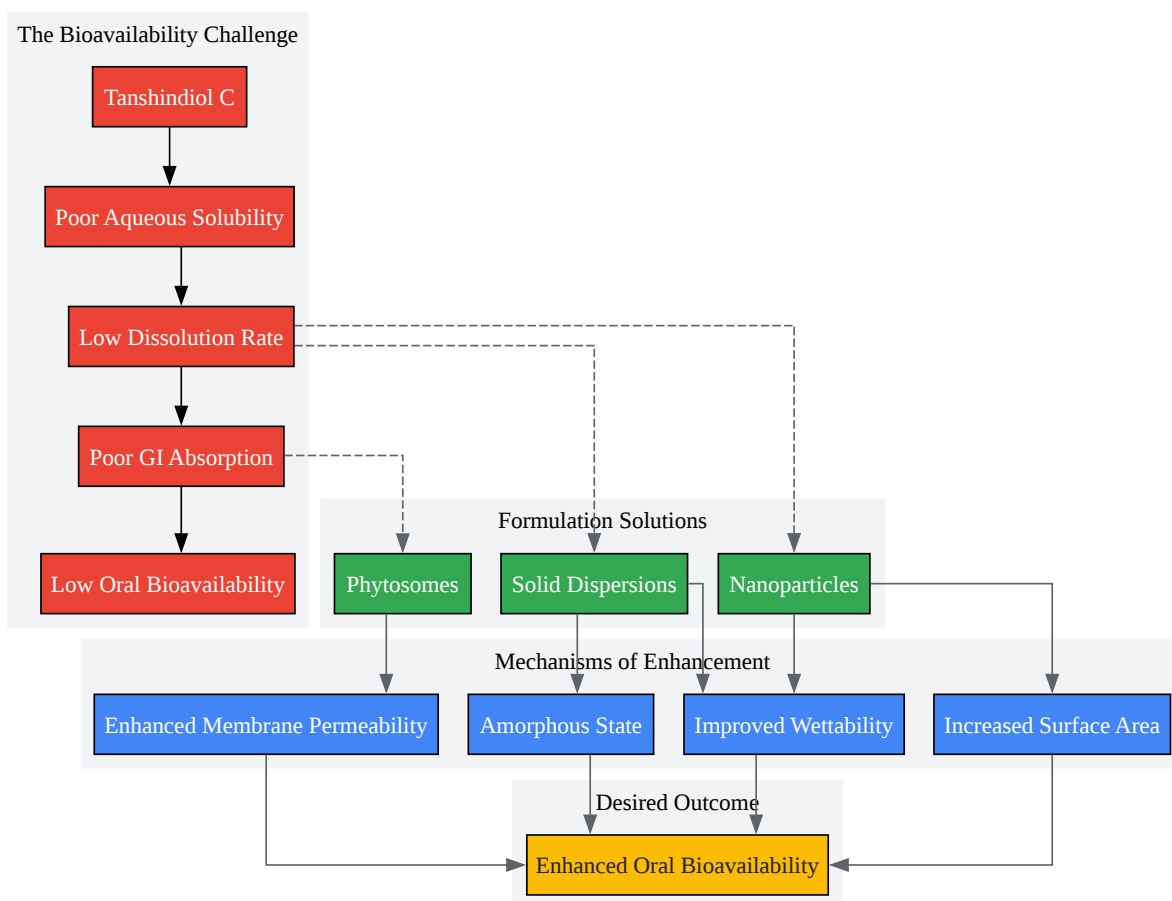 The Bioavailability Challenge
Tanshindiol C
Poor Aqueous Solubility
Low Dissolution Rate
Poor GI Absorption
Low Oral Bioavailability
Formulation Solutions
Phytosomes
Solid Dispersions
Nanoparticles
Mechanisms of Enhancement
Enhanced Membrane Permeability
Amorphous State
Improved Wettability
Increased Surface Area
Desired Outcome
Enhanced Oral Bioavailability